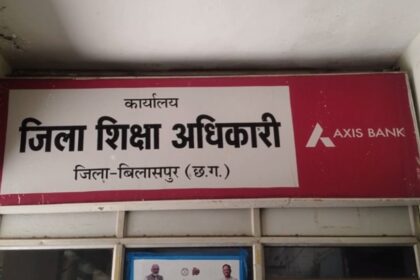 कार्यालय
जिला शिक्षा अधिकारी
जिला-बिलासपुर (छ.ग.)
AXIS BANK